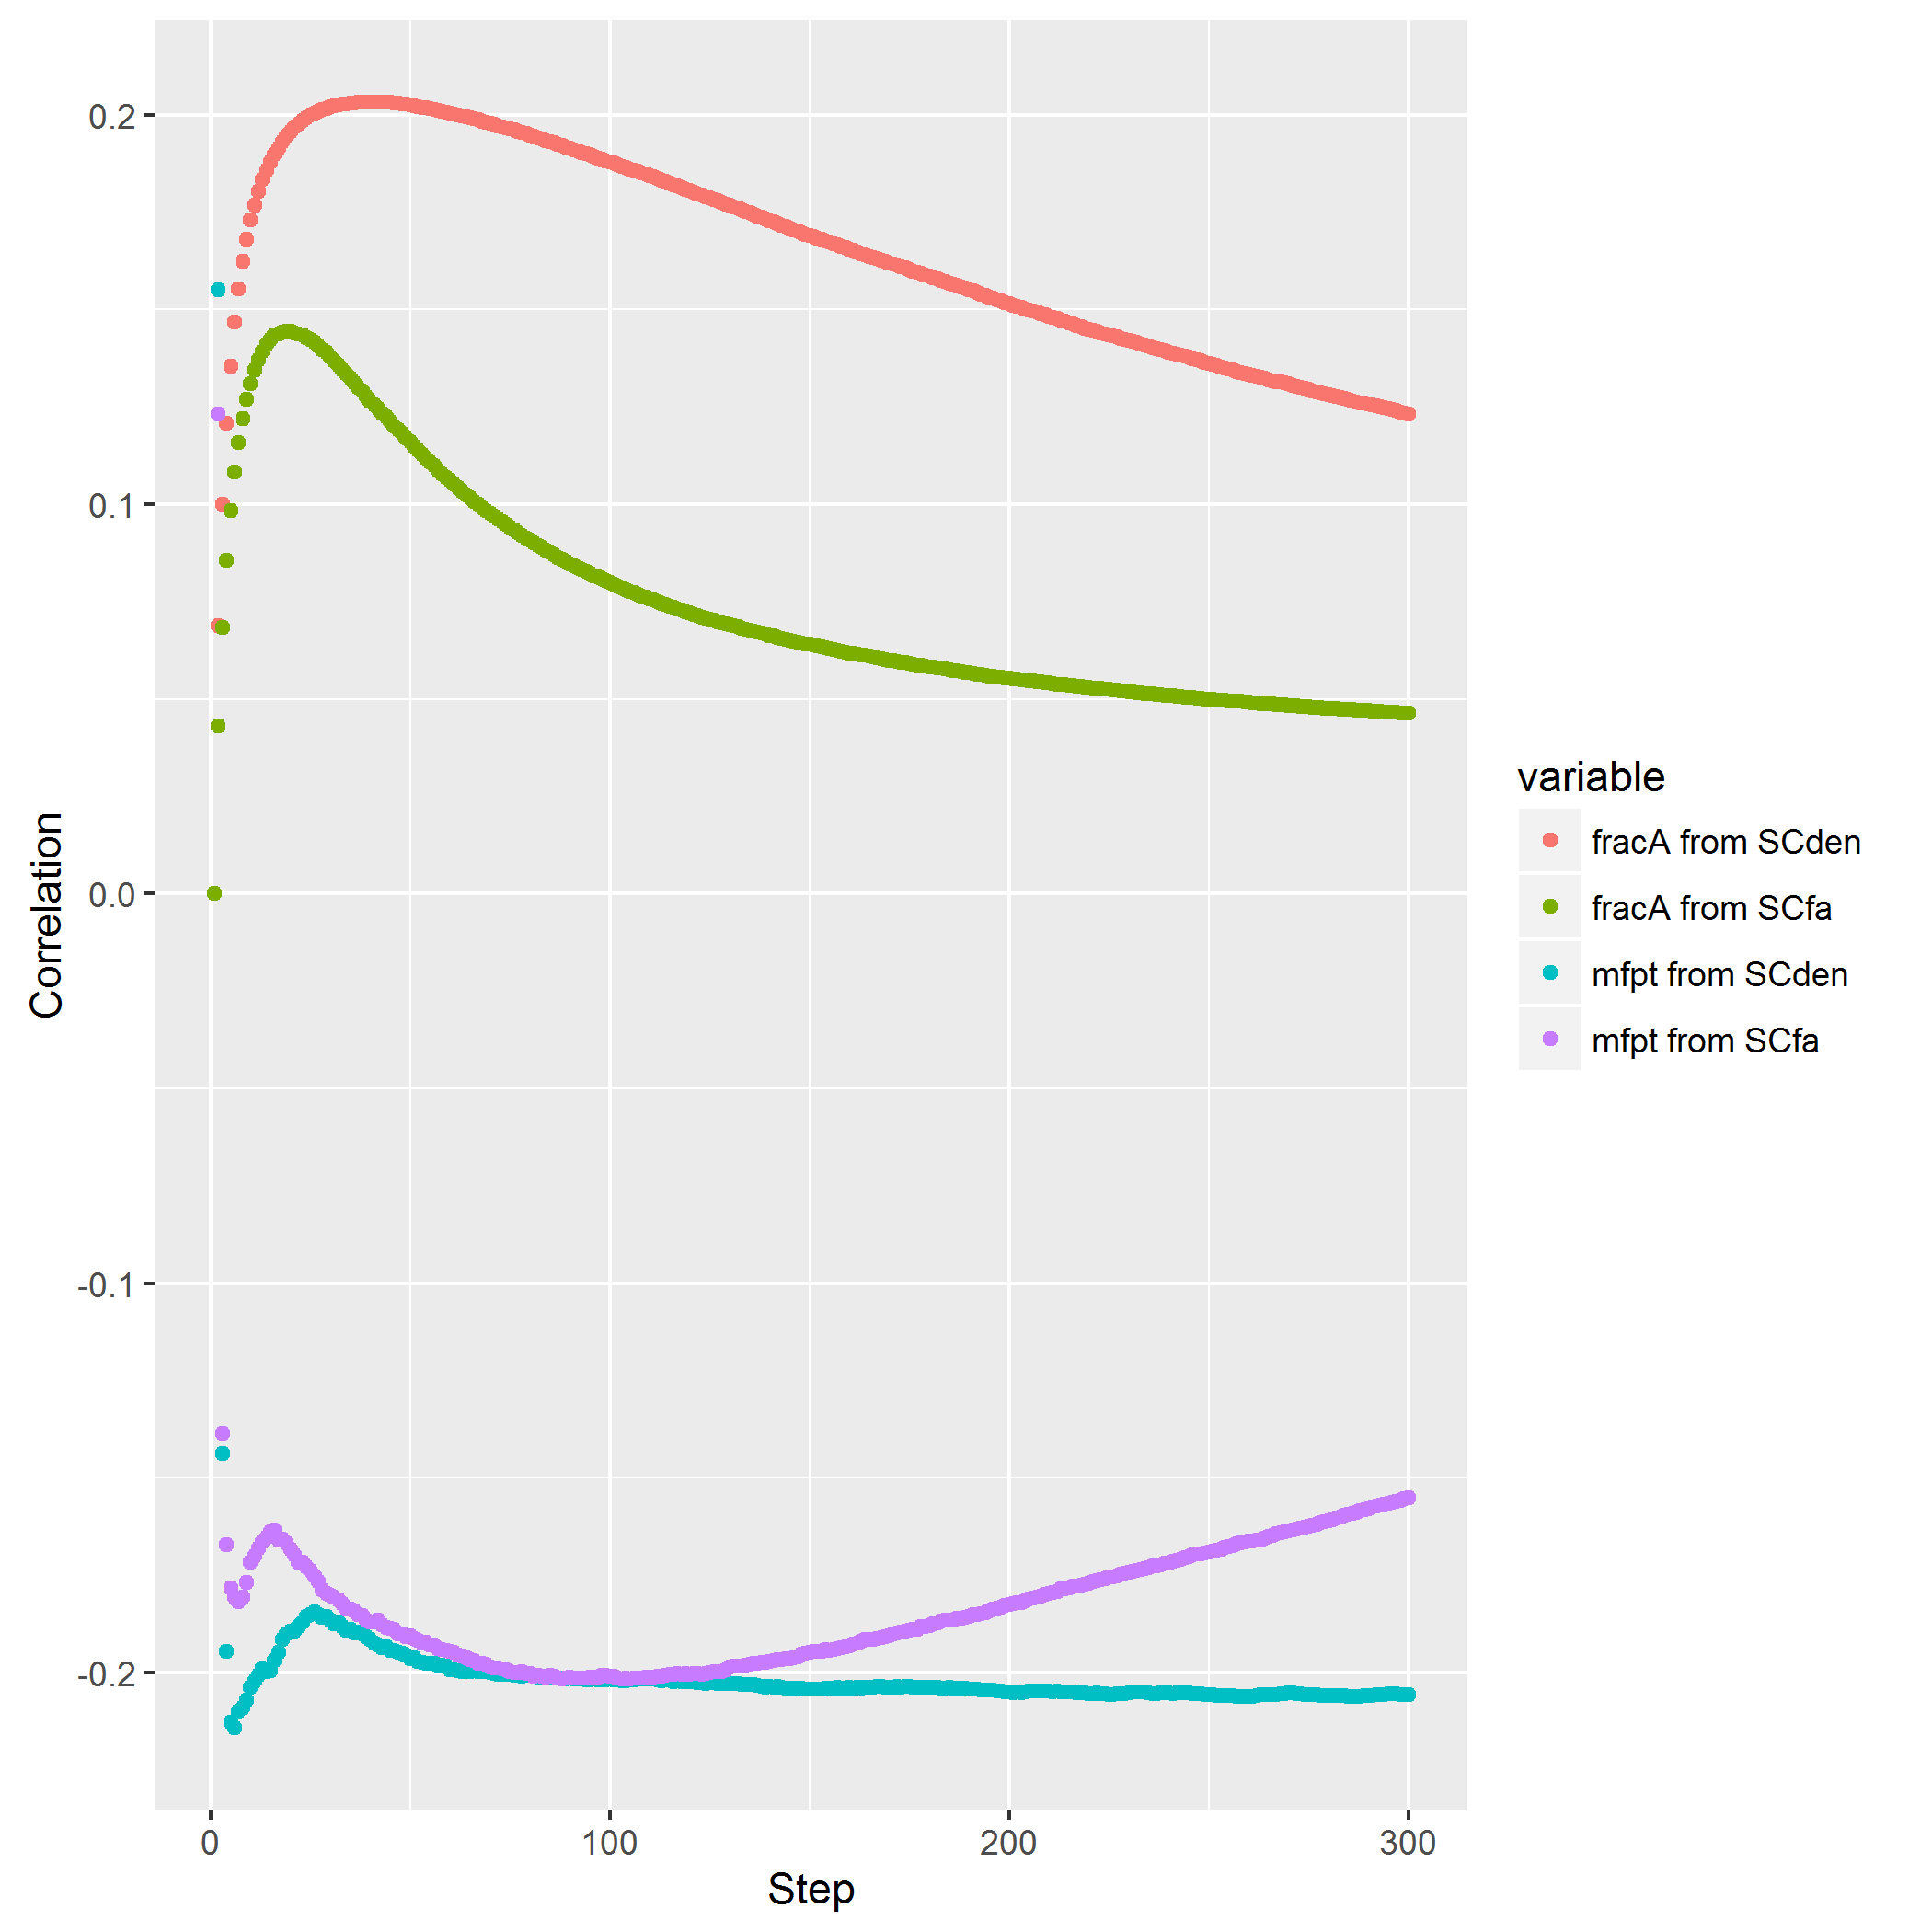 0.2
0.1
0.0
-0.1
-0.2
Correlation
0 100 200 300
Step
variable
fracA from SCden
fracA from SCfa
mfpt from SCden
mfpt from SCfa